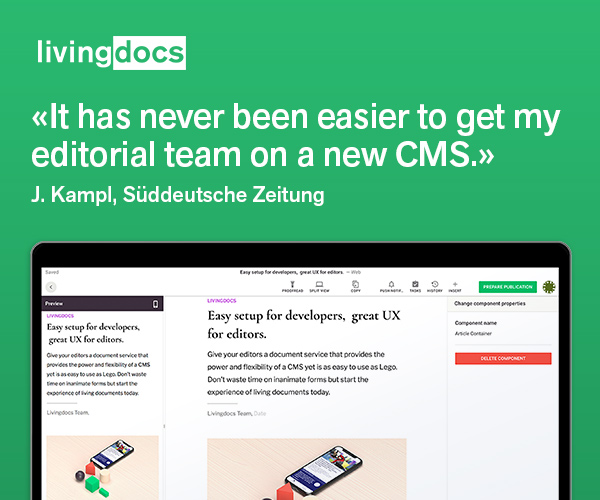 livingdocs
«It has never been easier to get my
editorial team on a new CMS.»
J. Kampl, Süddeutsche Zeitung
Saved
Easy setup for developers, great UX for editors. — Web
PROOFREAD
SPLIT VIEW
COPY
PUSH NOTIF..
TASKS
HISTORY
INSERT
PREPARE PUBLICATION
Preview
LIVINGDOCS
Easy setup for developers,
great UX for editors.
Give your editors a document service that
provides the power and flexibility of a CMS
yet is as easy to use as Lego. Don't waste
time on inanimate forms but start the
experience of living documents today.
Livingdocs Team.
LIVINGDOCS
Easy setup for developers, great UX
for editors.
Give your editors a document service that provides the
power and flexibility of a CMS yet is as easy to use as Lego.
Don't waste time on inanimate forms but start the
experience of living documents today.
Livingdocs Team, Date
Change component properties
Component name
Article Container
DELETE COMPONENT